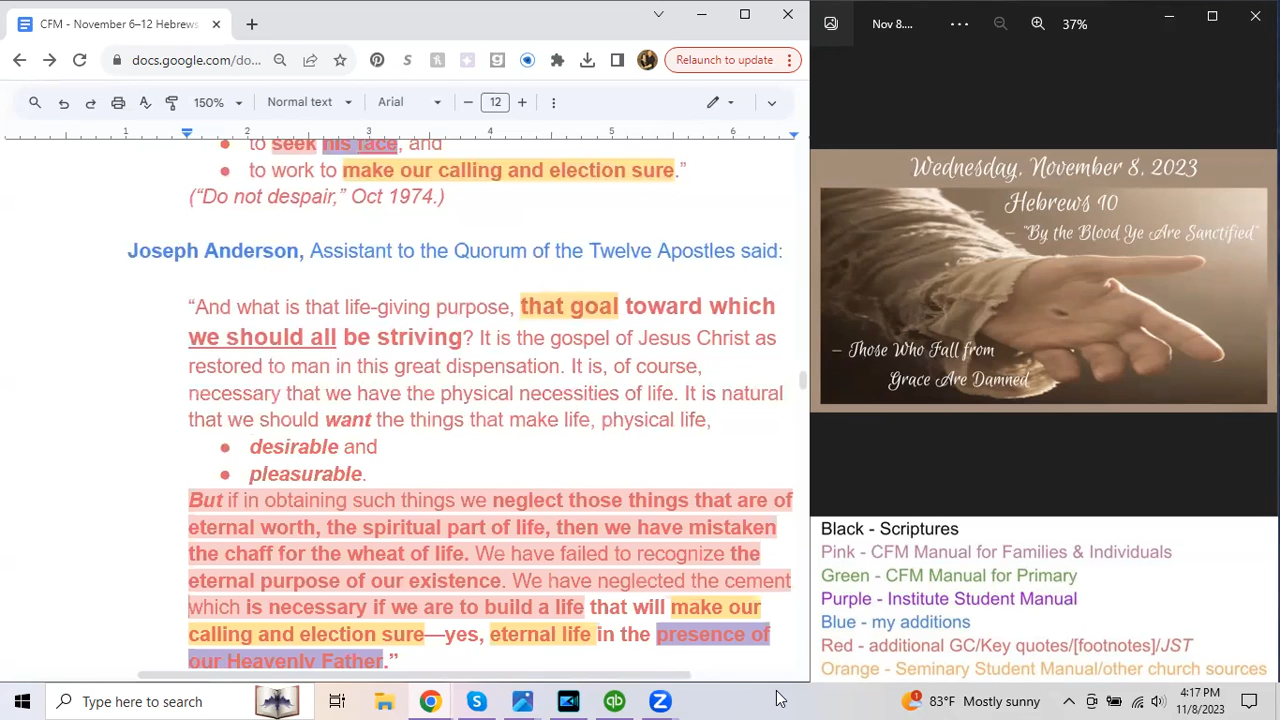 CFM - November 6–12 Hebrews
docs.google.com/do...
Relaunch to update
150%
Normal text
Arial
12
1
1
2
3
4
5
6
to seek his face, and
to work to make our calling and election sure.”
(“Do not despair,” Oct 1974.)
Joseph Anderson, Assistant to the Quorum of the Twelve Apostles said:
“And what is that life-giving purpose, that goal toward which
we should all be striving? It is the gospel of Jesus Christ as
restored to man in this great dispensation. It is, of course,
necessary that we have the physical necessities of life. It is natural
that we should want the things that make life, physical life,
desirable and
pleasurable.
But if in obtaining such things we neglect those things that are of
eternal worth, the spiritual part of life, then we have mistaken
the chaff for the wheat of life. We have failed to recognize the
eternal purpose of our existence. We have neglected the cement
which is necessary if we are to build a life that will make our
calling and election sure—yes, eternal life in the presence of
our Heavenly Father.”
Nov 8....
37%
Wednesday, November 8, 2023
Hebrews 10
– “By the Blood Ye Are Sanctified”
– Those Who Fall from
Grace Are Damned
Black - Scriptures
Pink - CFM Manual for Families & Individuals
Green - CFM Manual for Primary
Purple - Institute Student Manual
Blue - my additions
Red - additional GC/Key quotes/[footnotes]/JST
Orange - Seminary Student Manual/other church sources
Type here to search
83°F Mostly sunny
4:17 PM
11/8/2023